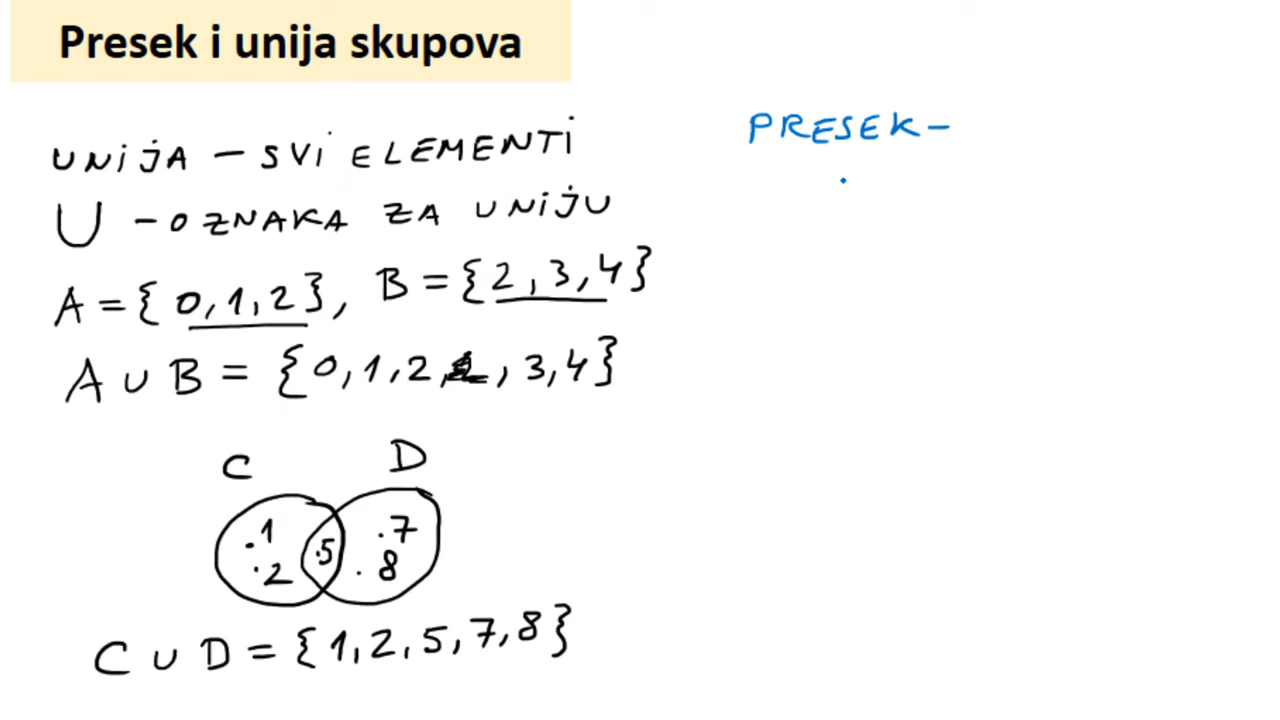 Presek i unija skupova
UNIJA - SVI ELEMENTI
U - OZNAKA ZA UNIJU
A = { 0, 1, 2 }, B = { 2, 3, 4 }
A ∪ B = { 0, 1, 2, 2, 3, 4 }
C D
.1 .5 .7
.2 . 8
C ∪ D = { 1, 2, 5, 7, 8 }
PRESEK -